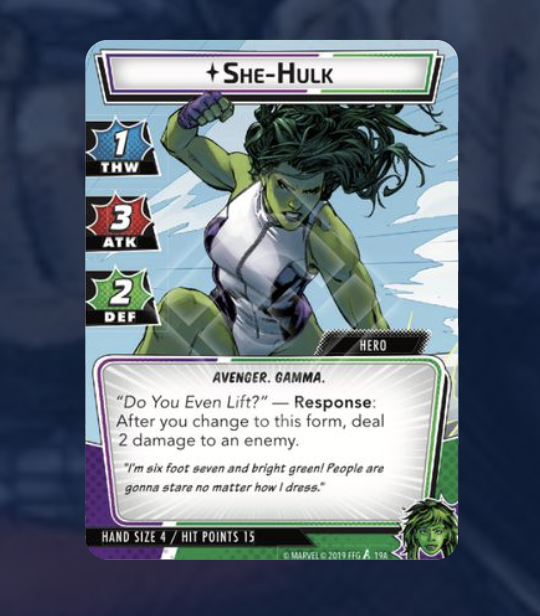 She-Hulk
1
THW
3
ATK
2
DEF
HERO
AVENGER. GAMMA.
"Do You Even Lift?" — Response:
After you change to this form, deal
2 damage to an enemy.
"I'm six foot seven and bright green! People are
gonna stare no matter how I dress."
HAND SIZE 4 / HIT POINTS 15
© MARVEL © 2019 FFG 19A